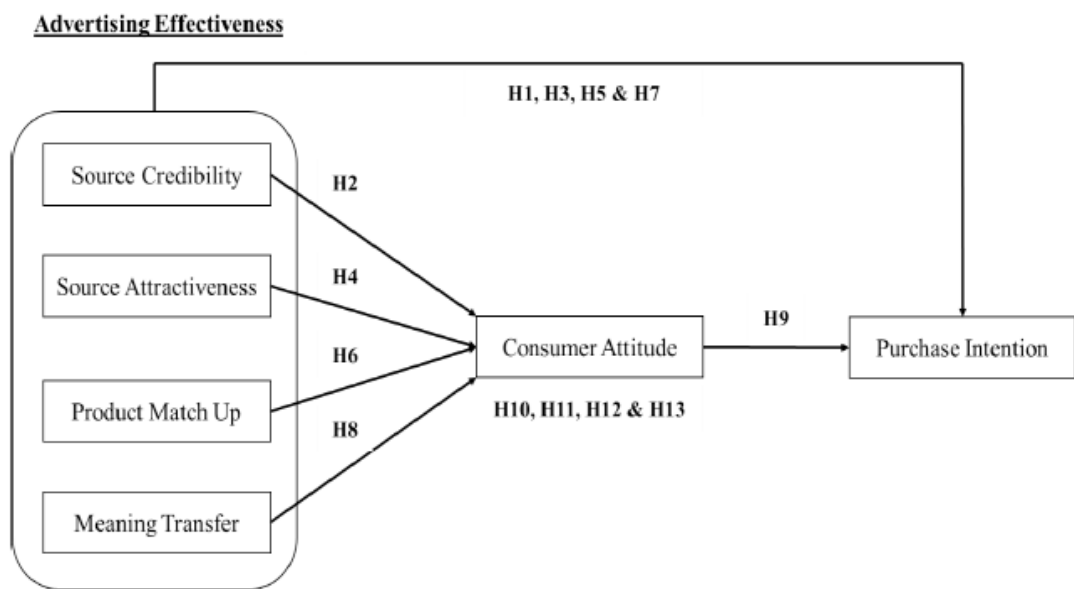 Advertising Effectiveness
H1, H3, H5 & H7
Source Credibility
H2
Source Attractiveness
H4
Consumer Attitude
H9
Purchase Intention
H6
Product Match Up
H10, H11, H12 & H13
H8
Meaning Transfer